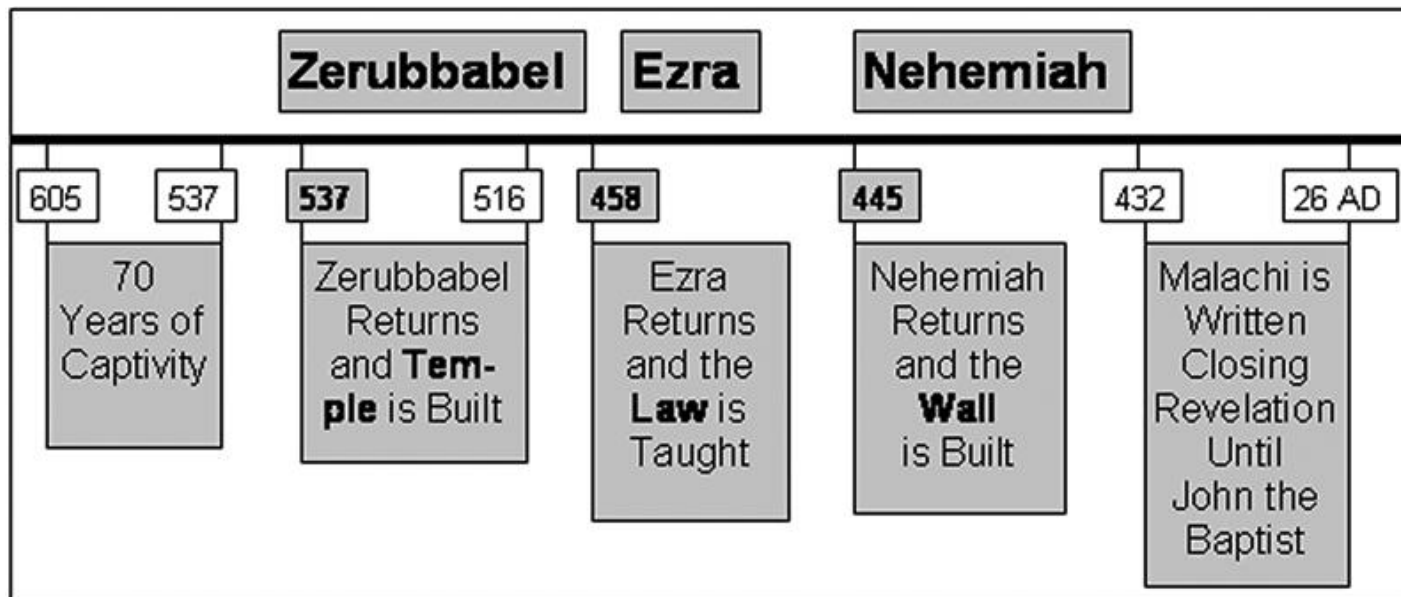 Zerubbabel
Ezra
Nehemiah
605
537
537
516
458
445
432
26 AD
70
Years of
Captivity
Zerubbabel
Returns
and Tem-
ple is Built
Ezra
Returns
and the
Law is
Taught
Nehemiah
Returns
and the
Wall
is Built
Malachi is
Written
Closing
Revelation
Until
John the
Baptist